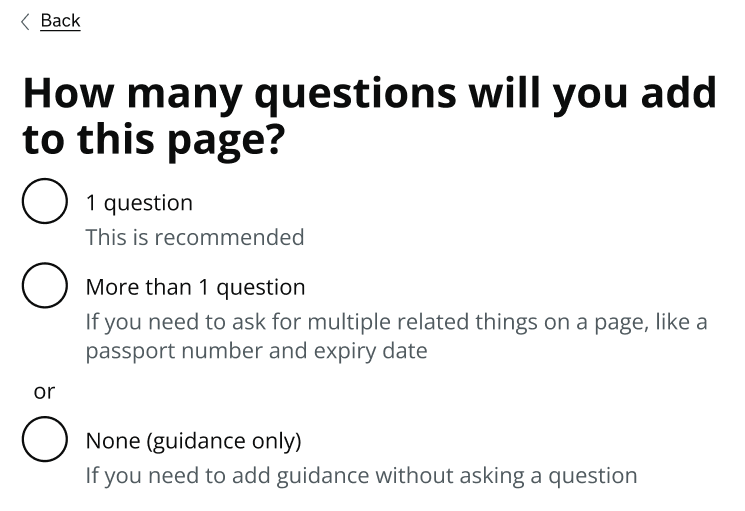 Back
How many questions will you add
to this page?
1 question
This is recommended
More than 1 question
If you need to ask for multiple related things on a page, like a
passport number and expiry date
or
None (guidance only)
If you need to add guidance without asking a question